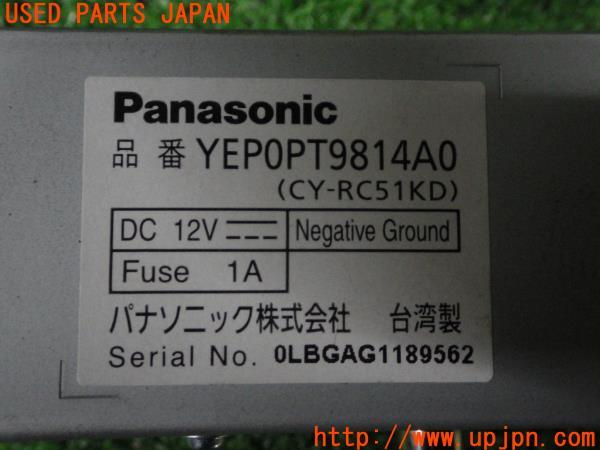 USED PARTS JAPAN
Panasonic
品番 YEP0PT9814A0
(CY-RC51KD)
DC 12V Negative Ground
Fuse 1A
パナソニック株式会社 台湾製
Serial No. 0LBGAG1189562
UPJ www.upjpn.com